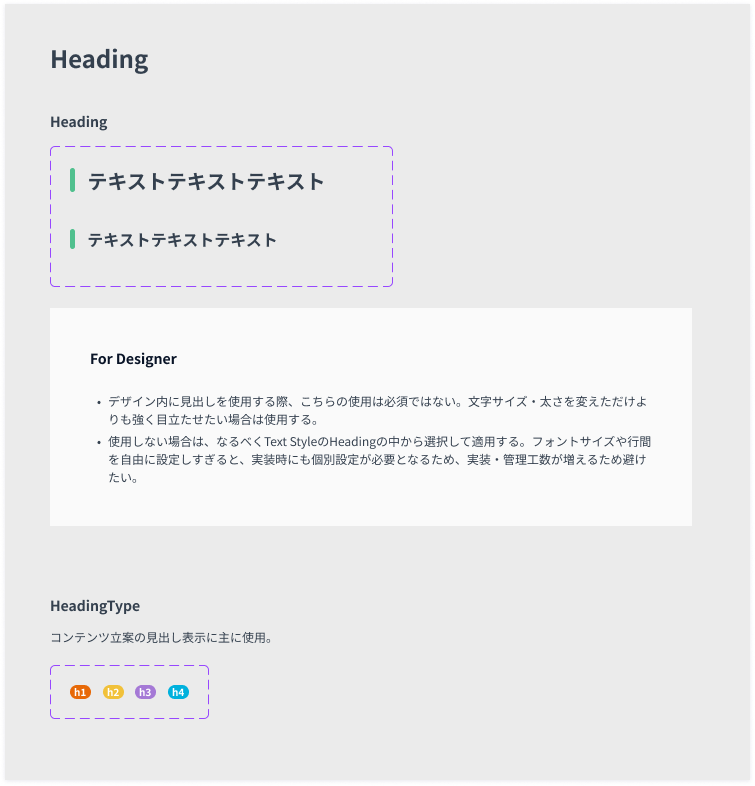 Heading
Heading
テキストテキストテキスト
テキストテキストテキスト
For Designer
• デザイン内に見出しを使用する際、こちらの使用は必須ではない。文字サイズ・太さを変えただけよ
りも強く目立たせたい場合は使用する。
• 使用しない場合は、なるべくText StyleのHeadingの中から選択して適用する。フォントサイズや行間
を自由に設定しすぎると、実装時にも個別設定が必要となるため、実装・管理工数が増えるため避け
たい。
HeadingType
コンテンツ立案の見出し表示に主に使用。
h1 h2 h3 h4